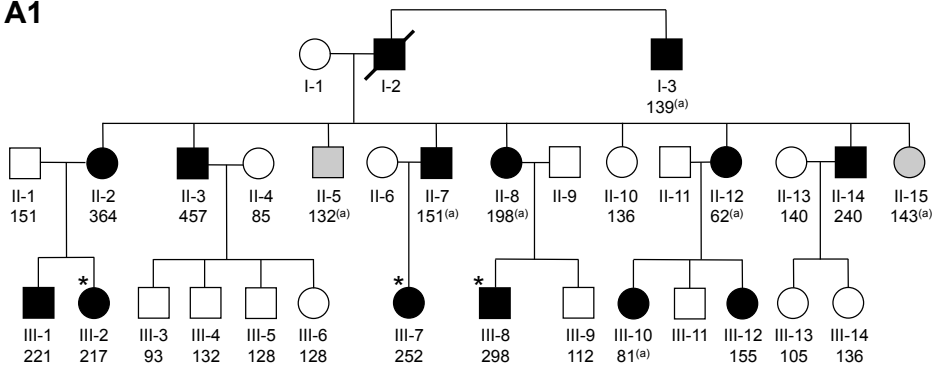 A1
I-1 I-2 I-3
139(a)
II-1 II-2 II-3 II-4 II-5 II-6 II-7 II-8 II-9 II-10 II-11 II-12 II-13 II-14 II-15
151 364 457 85 132(a) 151(a) 198(a) 136 62(a) 140 240 143(a)
* * *
III-1 III-2 III-3 III-4 III-5 III-6 III-7 III-8 III-9 III-10 III-11 III-12 III-13 III-14
221 217 93 132 128 128 252 298 112 81(a) 155 105 136